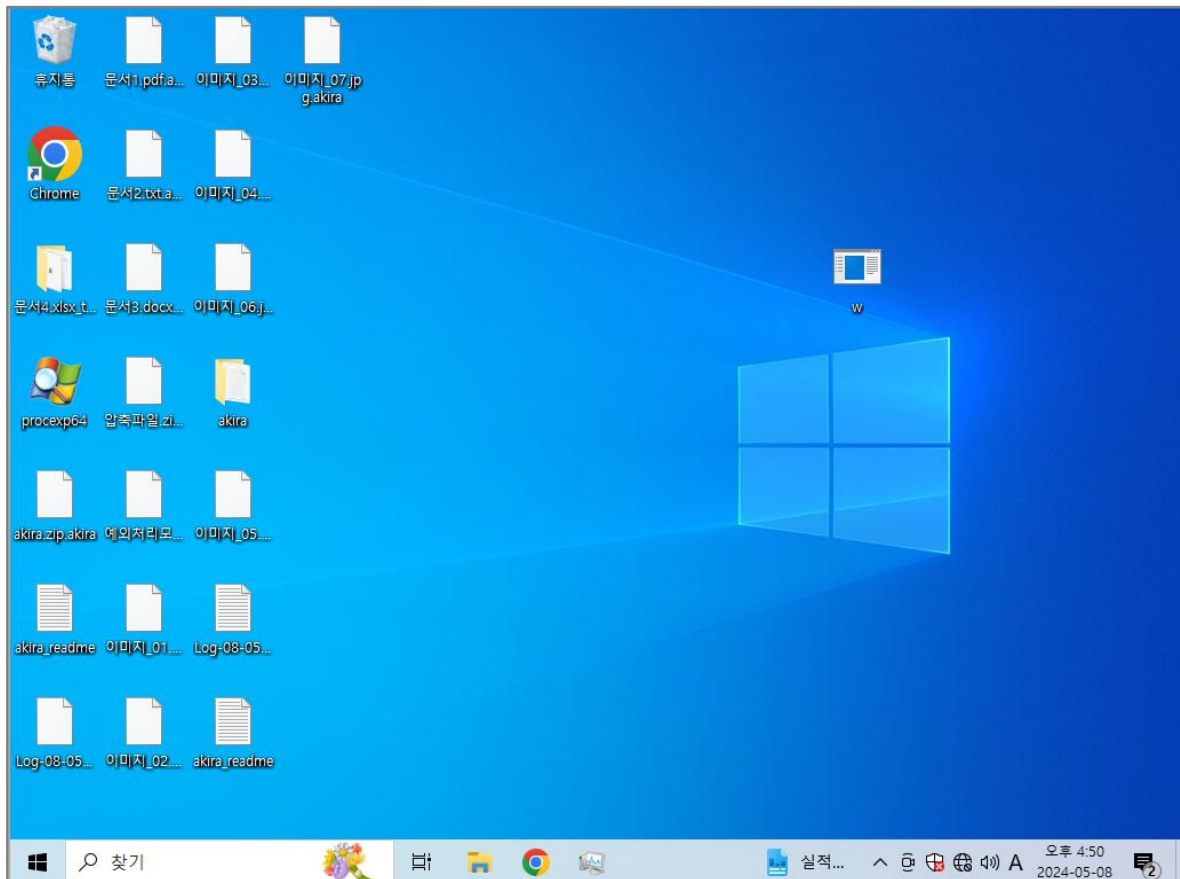 휴지통
문서1.pdf.a...
이미지_03...
이미지_07.jp
g.akira
Chrome
문서2.txt.a...
이미지_04....
문서4.xlsx_t...
문서3.docx...
이미지_06.j...
w
procexp64
압축파일.zi...
akira
akira.zip.akira
예외처리모...
이미지_05....
akira_readme
이미지_01....
Log-08-05...
Log-08-05...
이미지_02....
akira_readme
찾기
실적...
A
오후 4:50
2024-05-08
2